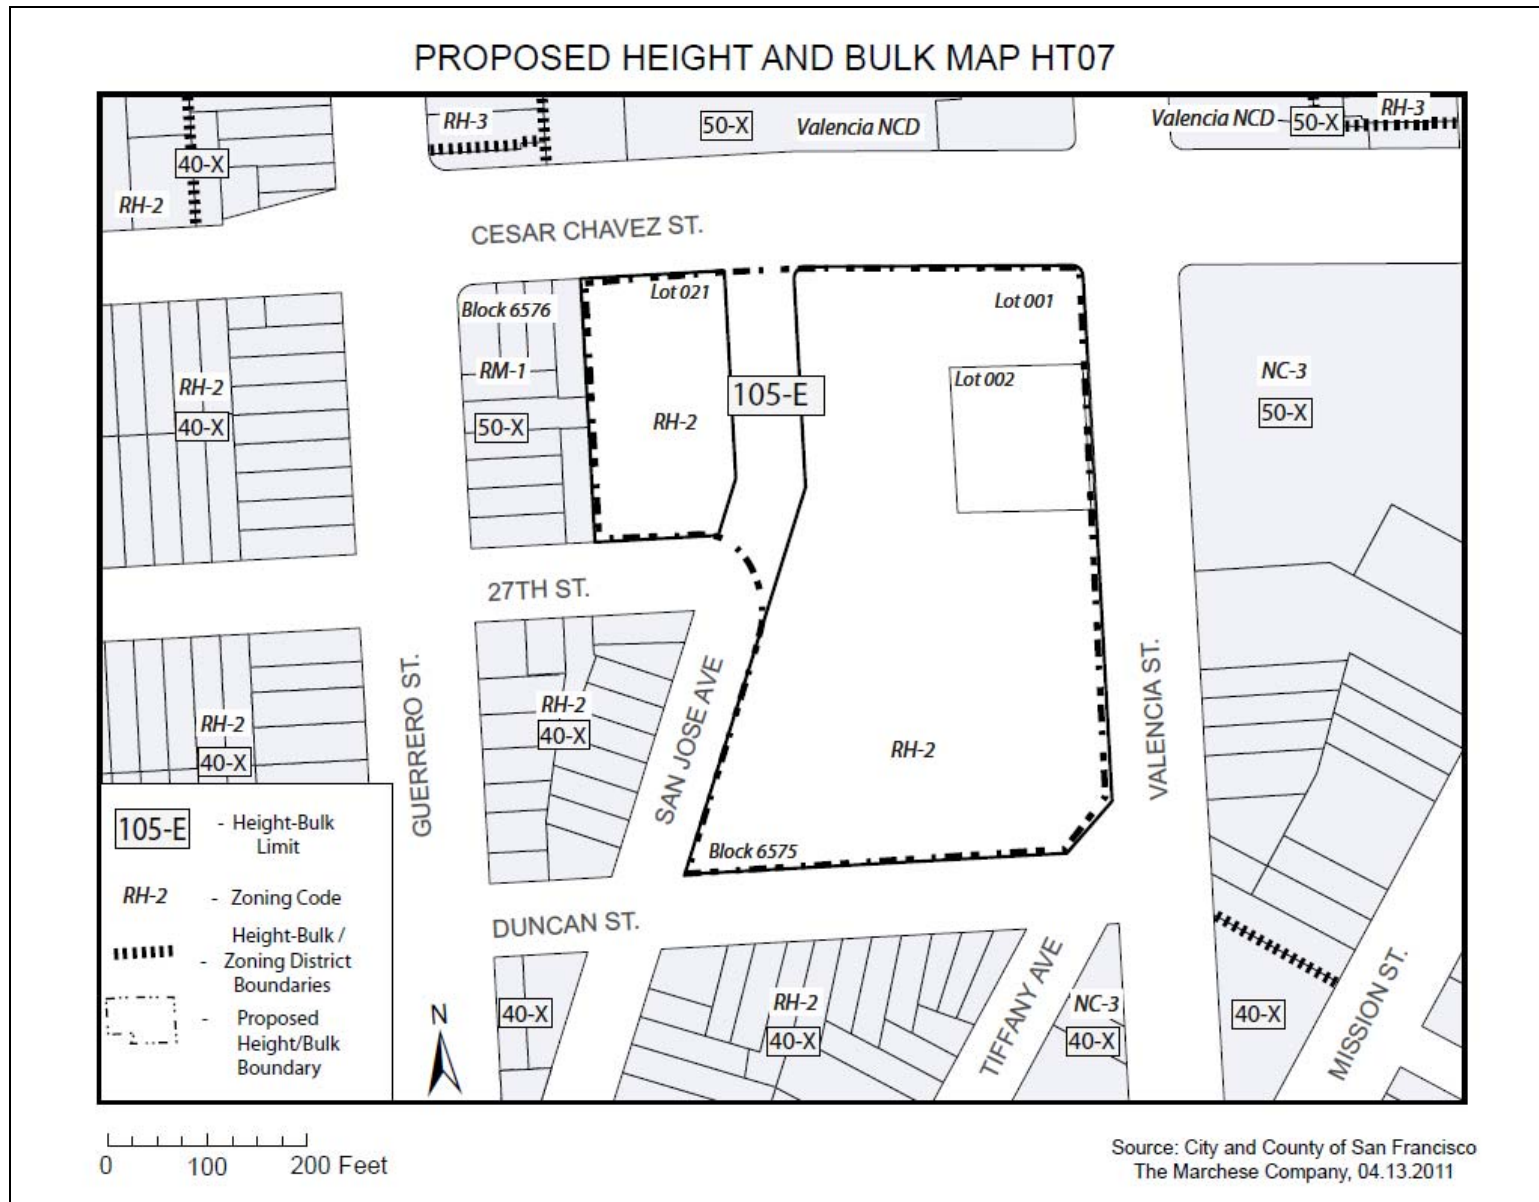 PROPOSED HEIGHT AND BULK MAP HT07
RH-3
50-X
Valencia NCD
Valencia NCD
50-X
RH-3
40-X
RH-2
CESAR CHAVEZ ST.
Lot 021
Lot 001
Block 6576
RM-1
50-X
RH-2
40-X
105-E
RH-2
Lot 002
NC-3
50-X
27TH ST.
GUERRERO ST.
RH-2
40-X
RH-2
40-X
SAN JOSE AVE
RH-2
VALENCIA ST.
Block 6575
DUNCAN ST.
40-X
RH-2
40-X
TIFFANY AVE
NC-3
40-X
40-X
MISSION ST.
105-E
- Height-Bulk
Limit
RH-2
- Zoning Code
Height-Bulk /
- Zoning District
Boundaries
- Proposed
Height/Bulk
Boundary
N
0 100 200 Feet
Source: City and County of San Francisco
The Marchese Company, 04.13.2011